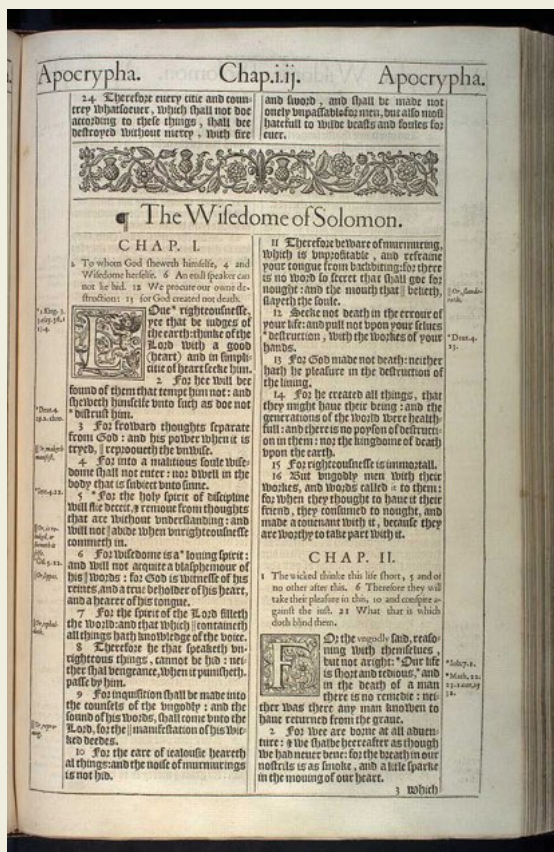 Apocrypha. Chap.i.ij. Apocrypha.
24 Therefore euery citie and coun-
trey whatsoeuer, which shall not doe
according to these things, shall bee
destroyed without mercy, with fire
and sword, and shall be made not
onely vnpassable for men, but also most
hatefull to wilde beasts and foules for
euer.
¶ The Wisedome of Solomon.
CHAP. I.
2 To whom God sheweth himselfe, 4 and
Wisedome herselfe. 6 An euill speaker can
not lie hid. 12 We procure our owne de-
struction: 13 for God created not death.
LOue* righteousnesse,
yee that be iudges of
the earth: thinke of the
Lord with a good
(heart) and in simpli-
citie of heart seeke him.
2 For hee will bee
found of them that tempt him not: and
sheweth himselfe vnto such as doe not
* distrust him.
3 For froward thoughts separate
from God: and his power when it is
tryed, || reprooueth the vnwise.
4 For into a malitious soule wise-
dome shall not enter: nor dwell in the
body that is subiect vnto sinne.
5 * For the holy spirit of discipline
will flie deceit, & remoue from thoughts
that are without vnderstanding: and
will not || abide when vnrighteousnesse
commeth in.
6 For wisedome is a* louing spirit:
and will not acquite a blasphemour of
his || words: for God is witnesse of his
reines, and a true beholder of his heart,
and a hearer of his tongue.
7 For the spirit of the Lord filleth
the world: and that which || containeth
all things hath knowledge of the voice.
8 Therefore he that speaketh vn-
righteous things, cannot be hid: nei-
ther shal vengeance, when it punisheth,
passe by him.
9 For inquisition shall be made into
the counsels of the vngodly: and the
sound of his words, shall come vnto the
Lord, for the || manifestation of his wic-
ked deedes.
10 For the eare of iealousie heareth
al things: and the noise of murmurings
is not hid.
11 Therefore beware of murmuring,
which is vnprofitable, and refraine
your tongue from backbiting: for there
is no word so secret that shall goe for
nought: and the mouth that || belieth,
slayeth the soule.
12 Seeke not death in the errour of
your life: and pull not vpon your selues
* destruction, with the workes of your
hands.
13 For God made not death: neither
hath he pleasure in the destruction of
the liuing.
14 For he created all things, that
they might haue their being: and the
generations of the world were health-
full: and there is no poyson of destructi-
on in them: nor the kingdome of death
vpon the earth.
15 For righteousnesse is immortall.
16 But vngodly men with their
workes, and words called it to them:
for when they thought to haue it their
friend, they consumed to nought, and
made a couenant with it, because they
are worthy to take part with it.
CHAP. II.
1 The wicked thinke this life short, 5 and of
no other after this. 6 Therefore they will
take their pleasure in this, 10 and conspire a-
gainst the iust. 21 What that is which
doth blind them.
FOr the vngodly said, reaso-
ning with themselues,
but not aright: * Our life
is short and tedious,* and
in the death of a man
there is no remedie: nei-
ther was there any man knowen to
haue returned from the graue.
2 For wee are borne at all aduen-
ture: & we shalbe heereafter as though
we had neuer bene: for the breath in our
nostrils is as smoke, and a litle sparke
in the mouing of our heart.
3 Which
* Deut.4.
23.
* Iob.7.1.
* Math. 22.